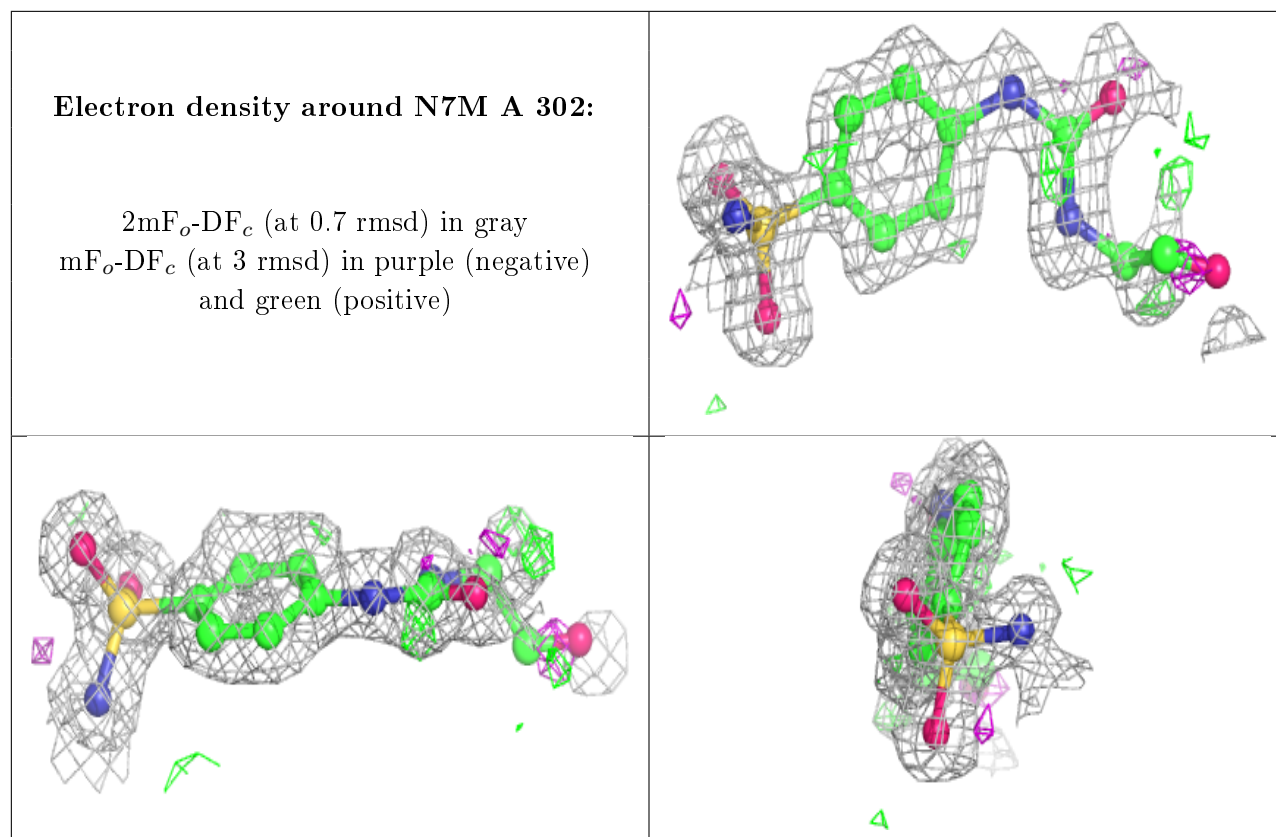 Electron density around N7M A 302:
2mFo-DFc (at 0.7 rmsd) in gray
mFo-DFc (at 3 rmsd) in purple (negative)
and green (positive)